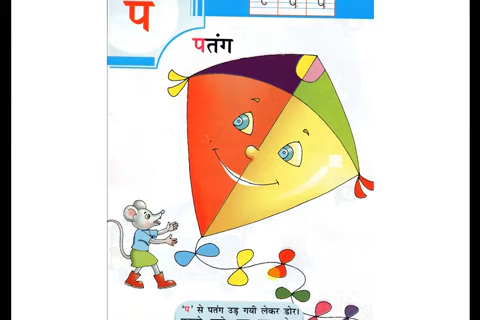 प
प प
पतंग
'प' से पतंग उड़ गयी लेकर डोर।